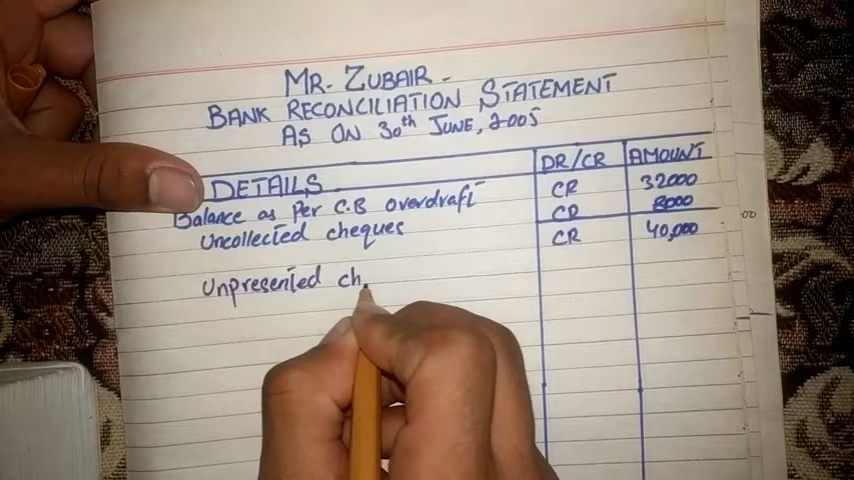 MR. ZUBAIR.
BANK RECONCILIATION STATEMENT
AS ON 30th JUNE, 2005
DETAILS DR/CR AMOUNT
Balance as Per C.B overdraft CR 32000
Uncollected cheques CR 8000
CR 40,000
Unpresented ch